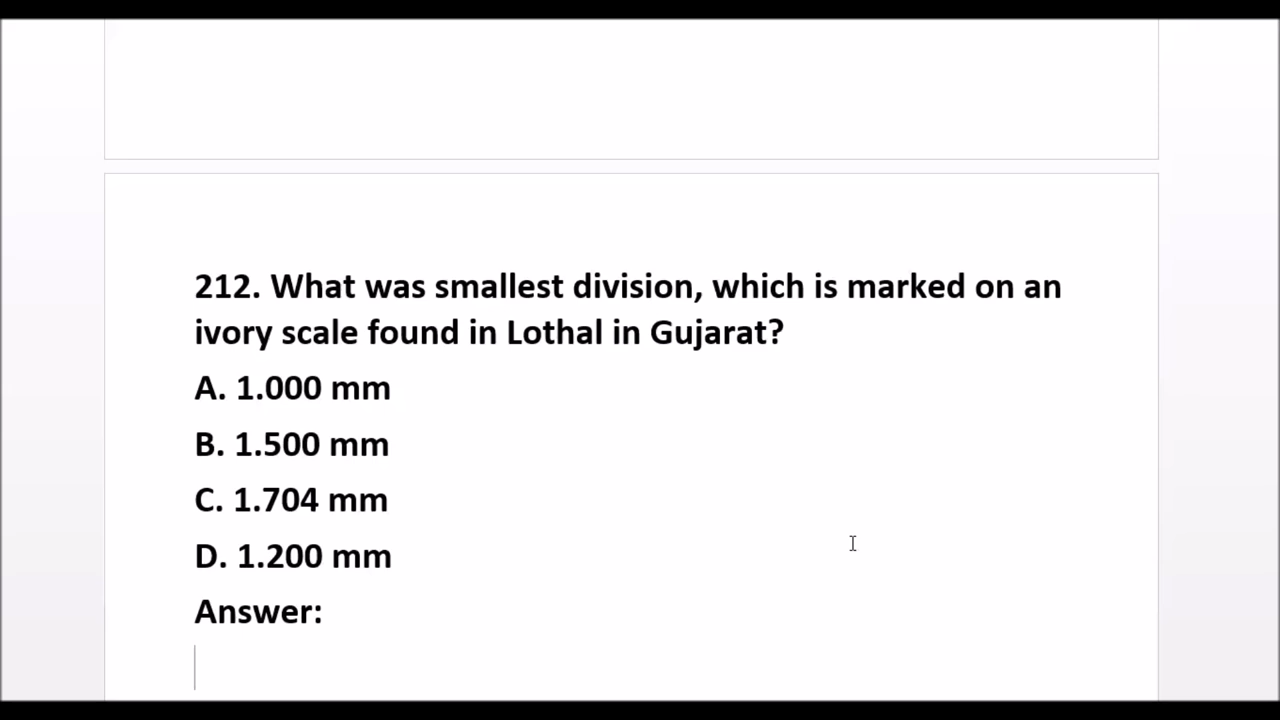 212. What was smallest division, which is marked on an
ivory scale found in Lothal in Gujarat?
A. 1.000 mm
B. 1.500 mm
C. 1.704 mm
D. 1.200 mm
Answer: